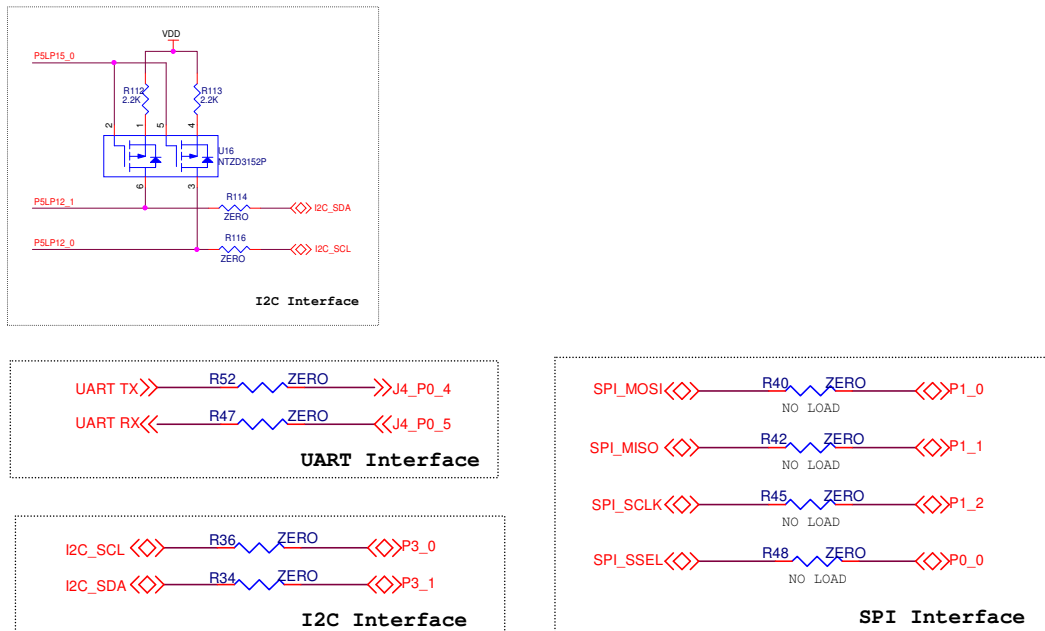 VDD
P5LP15_0
R112
2.2K
R113
2.2K
2
1
5
4
U16
NTZD3152P
6
3
P5LP12_1
R114
ZERO
I2C_SDA
P5LP12_0
R116
ZERO
I2C_SCL
I2C Interface
UART TX
R52
ZERO
J4_P0_4
UART RX
R47
ZERO
J4_P0_5
UART Interface
I2C_SCL
R36
ZERO
P3_0
I2C_SDA
R34
ZERO
P3_1
I2C Interface
SPI_MOSI
R40
ZERO
P1_0
NO LOAD
SPI_MISO
R42
ZERO
P1_1
NO LOAD
SPI_SCLK
R45
ZERO
P1_2
NO LOAD
SPI_SSEL
R48
ZERO
P0_0
NO LOAD
SPI Interface